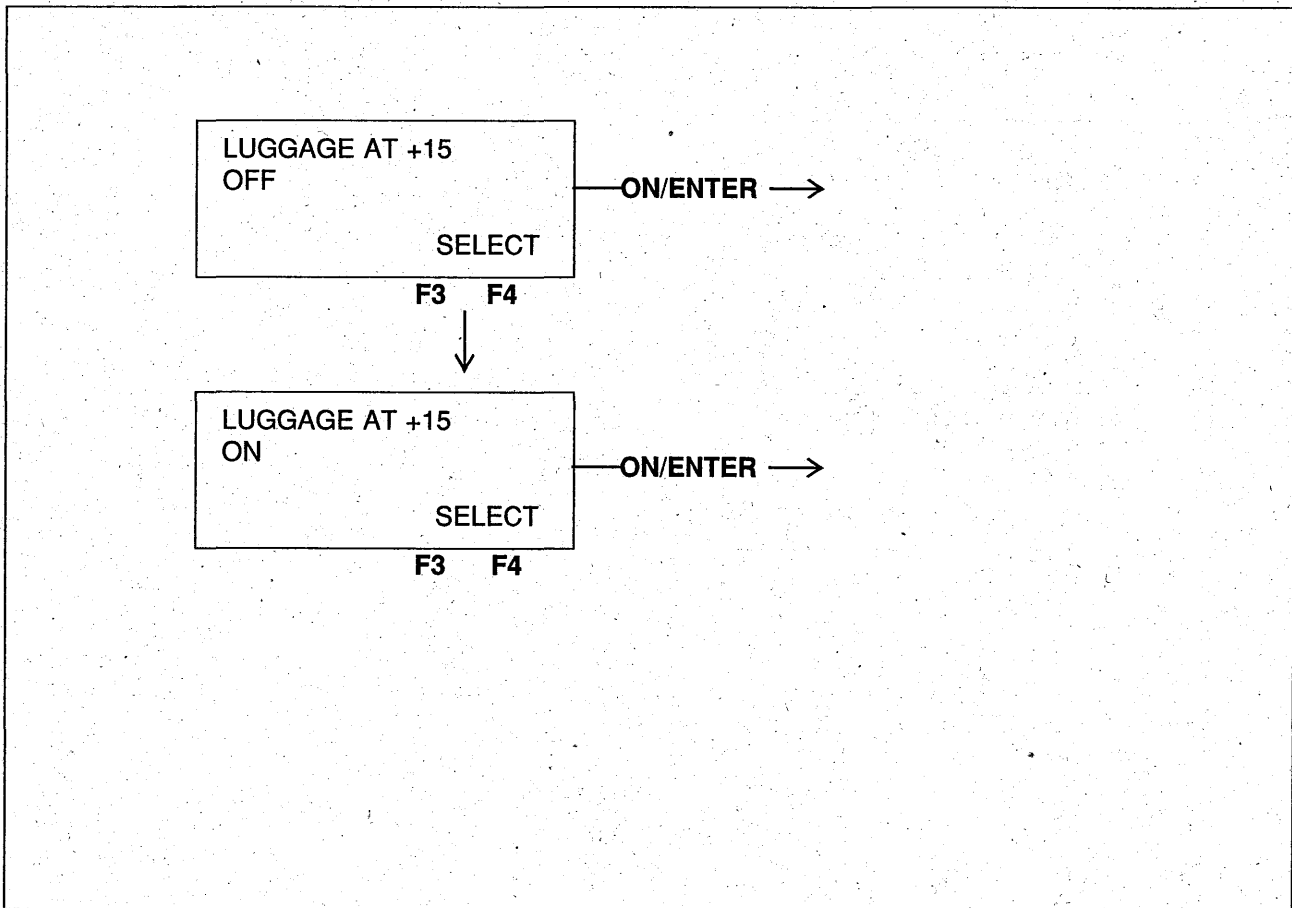 LUGGAGE AT +15
OFF
ON/ENTER
SELECT
F3 F4
LUGGAGE AT +15
ON
ON/ENTER
SELECT
F3 F4